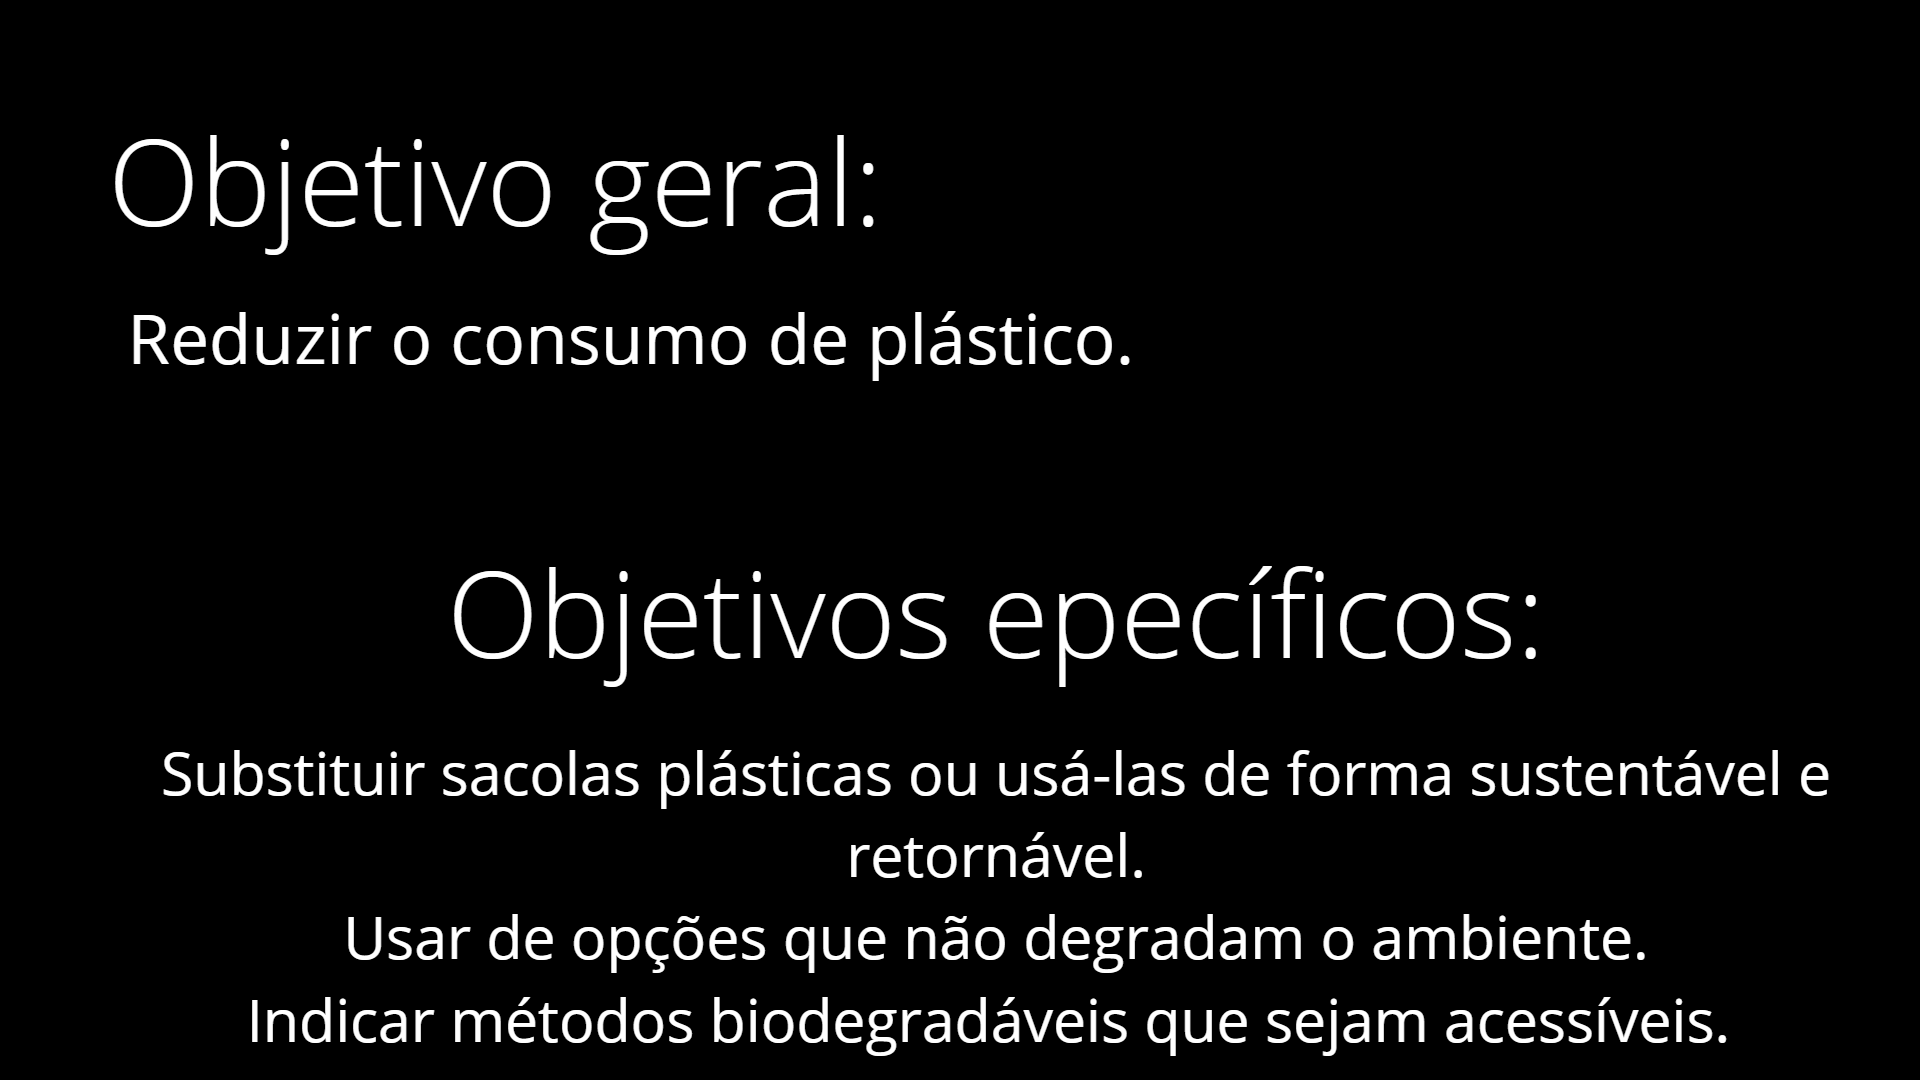 Objetivo geral:
Reduzir o consumo de plástico.
Objetivos epecíficos:
Substituir sacolas plásticas ou usá-las de forma sustentável e
retornável.
Usar de opções que não degradam o ambiente.
Indicar métodos biodegradáveis que sejam acessíveis.